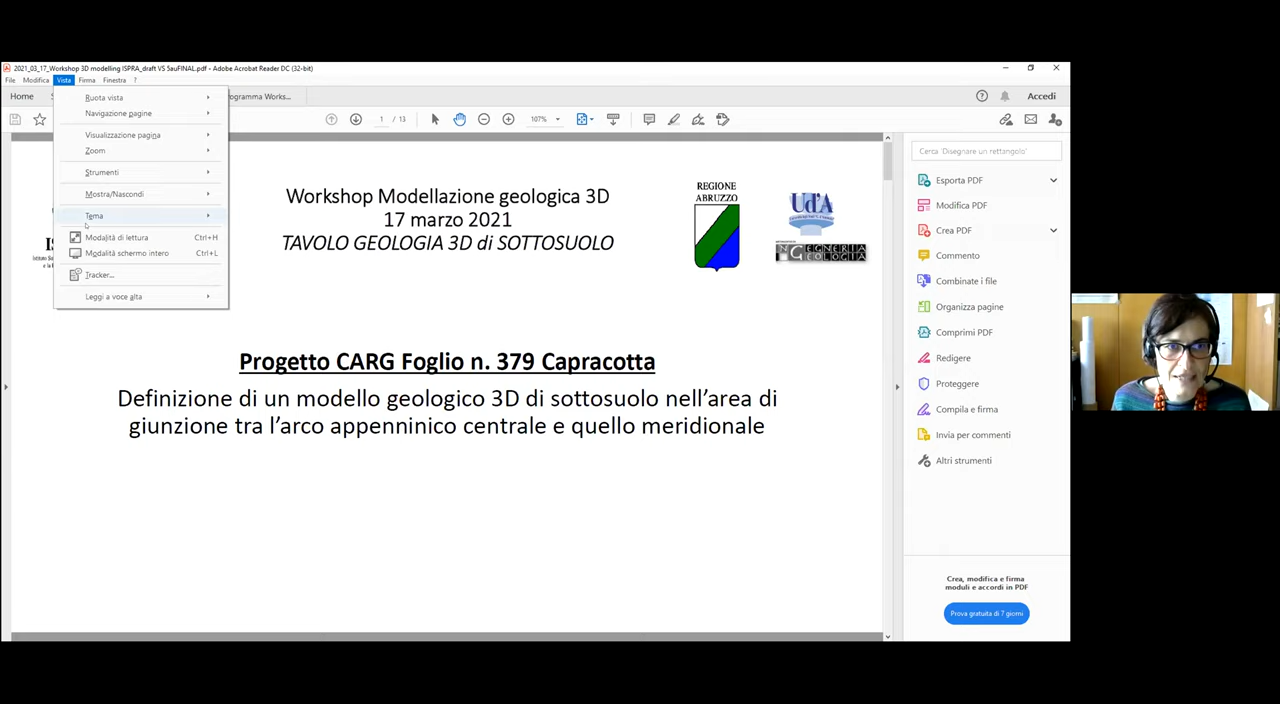 2021_03_17_Workshop 3D modelling ISPRA_draft VS 5auFINAL.pdf - Adobe Acrobat Reader DC (32-bit)
File Modifica Vista Firma Finestra ?
Home
rogramma Works...
Accedi
1 / 13
107%
Ruota vista
Navigazione pagine
Visualizzazione pagina
Zoom
Strumenti
Mostra/Nascondi
Tema
Modalità di lettura Ctrl+H
Modalità schermo intero Ctrl+L
Tracker...
Leggi a voce alta
Workshop Modellazione geologica 3D
17 marzo 2021
TAVOLO GEOLOGIA 3D di SOTTOSUOLO
REGIONE
ABRUZZO
Ud'A
INGEGNERIA
GEOLOGIA
Progetto CARG Foglio n. 379 Capracotta
Definizione di un modello geologico 3D di sottosuolo nell'area di
giunzione tra l'arco appenninico centrale e quello meridionale
Cerca 'Disegnare un rettangolo'
Esporta PDF
Modifica PDF
Crea PDF
Commento
Combinate i file
Organizza pagine
Comprimi PDF
Redigere
Proteggere
Compila e firma
Invia per commenti
Altri strumenti
Crea, modifica e firma
moduli e accordi in PDF
Prova gratuita di 7 giorni